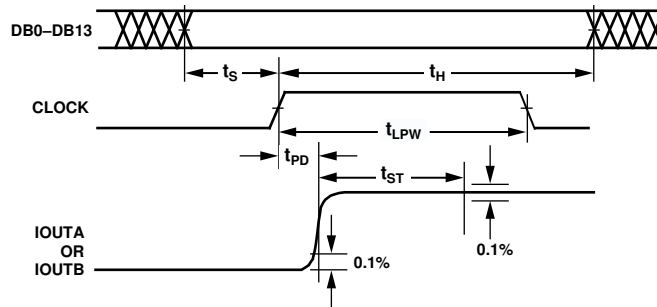 DB0–DB13
tS
tH
CLOCK
tLPW
tPD
tST
IOUTA
OR
IOUTB
0.1%
0.1%